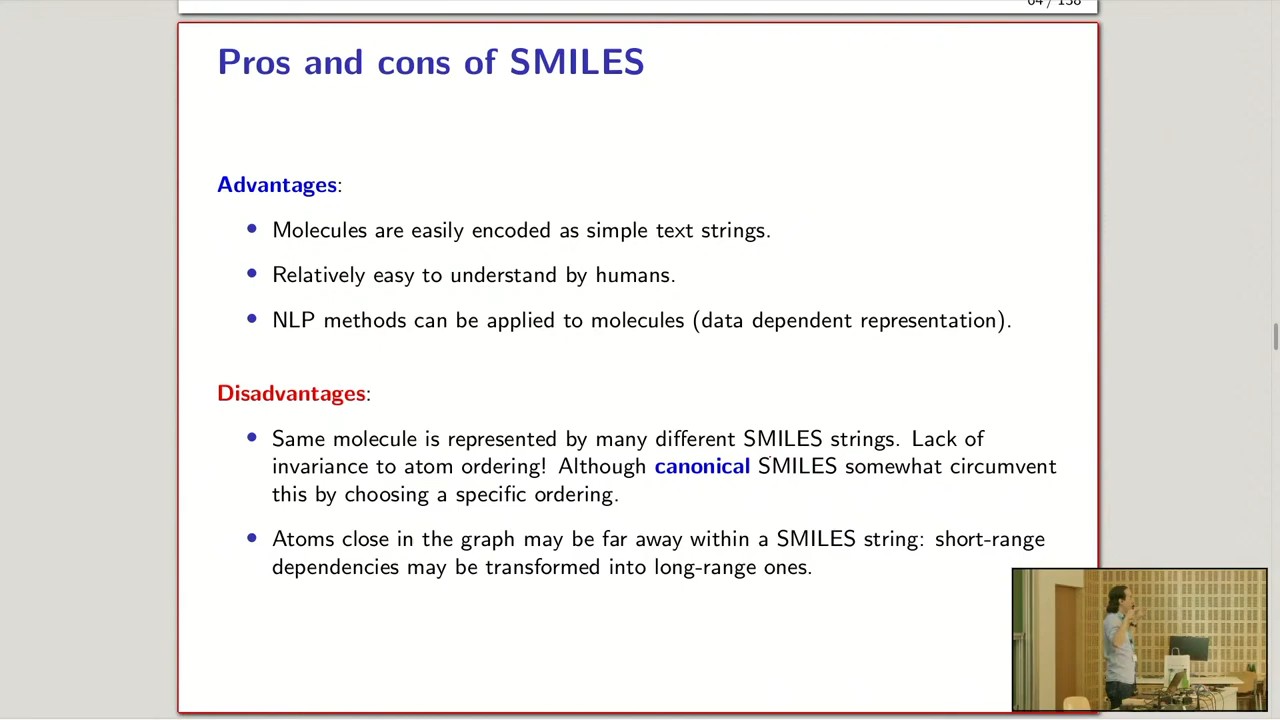 64 / 138
Pros and cons of SMILES
Advantages:
• Molecules are easily encoded as simple text strings.
• Relatively easy to understand by humans.
• NLP methods can be applied to molecules (data dependent representation).
Disadvantages:
• Same molecule is represented by many different SMILES strings. Lack of
invariance to atom ordering! Although canonical SMILES somewhat circumvent
this by choosing a specific ordering.
• Atoms close in the graph may be far away within a SMILES string: short-range
dependencies may be transformed into long-range ones.